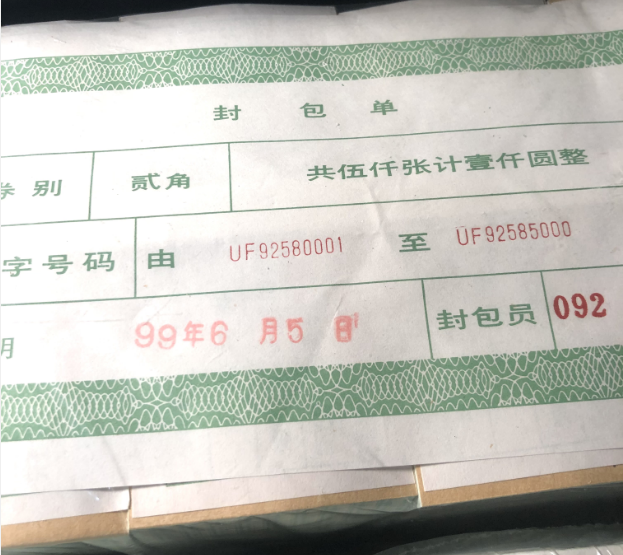 封包单
券别 贰角 共伍仟张计壹仟圆整
字号码 由 UF92580001 至 UF92585000
99年6月5日 封包员 092